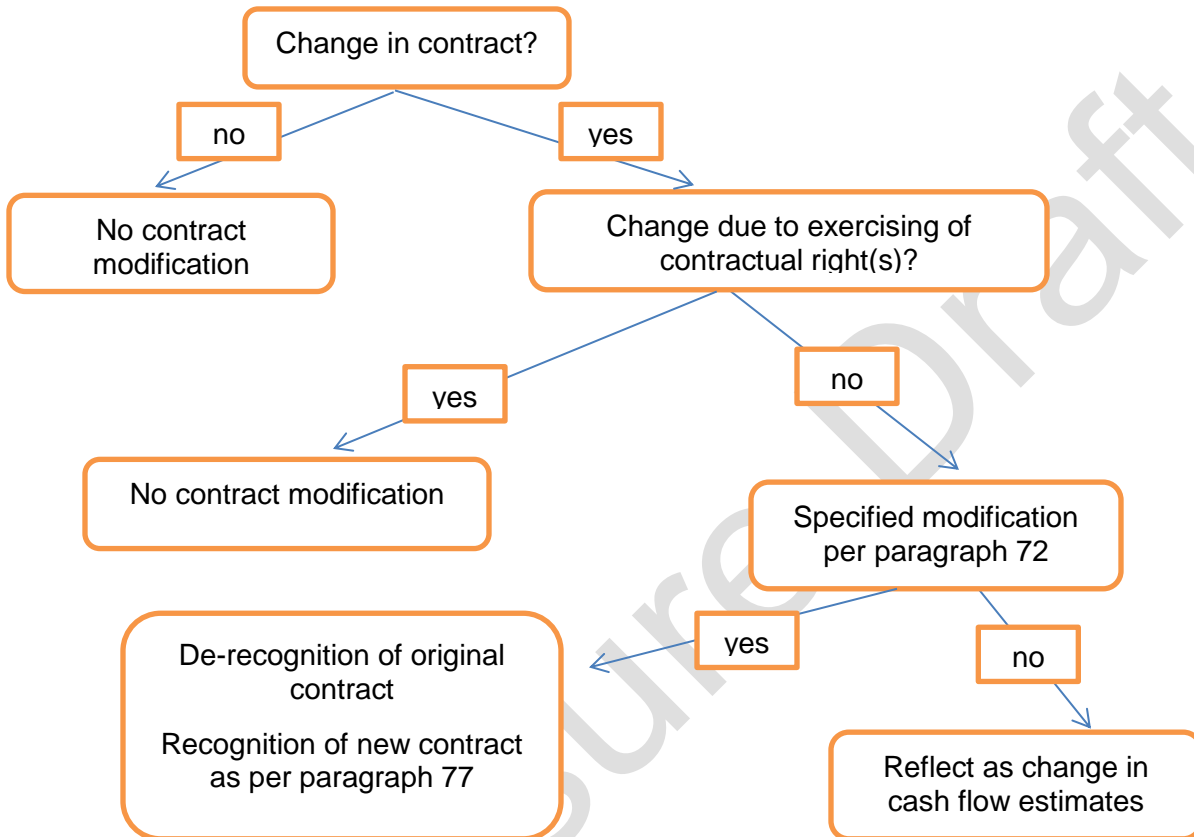 Change in contract?
no
yes
No contract
modification
Change due to exercising of
contractual right(s)?
yes
no
No contract modification
Specified modification
per paragraph 72
yes
no
De-recognition of original
contract
Recognition of new contract
as per paragraph 77
Reflect as change in
cash flow estimates
sure Draft